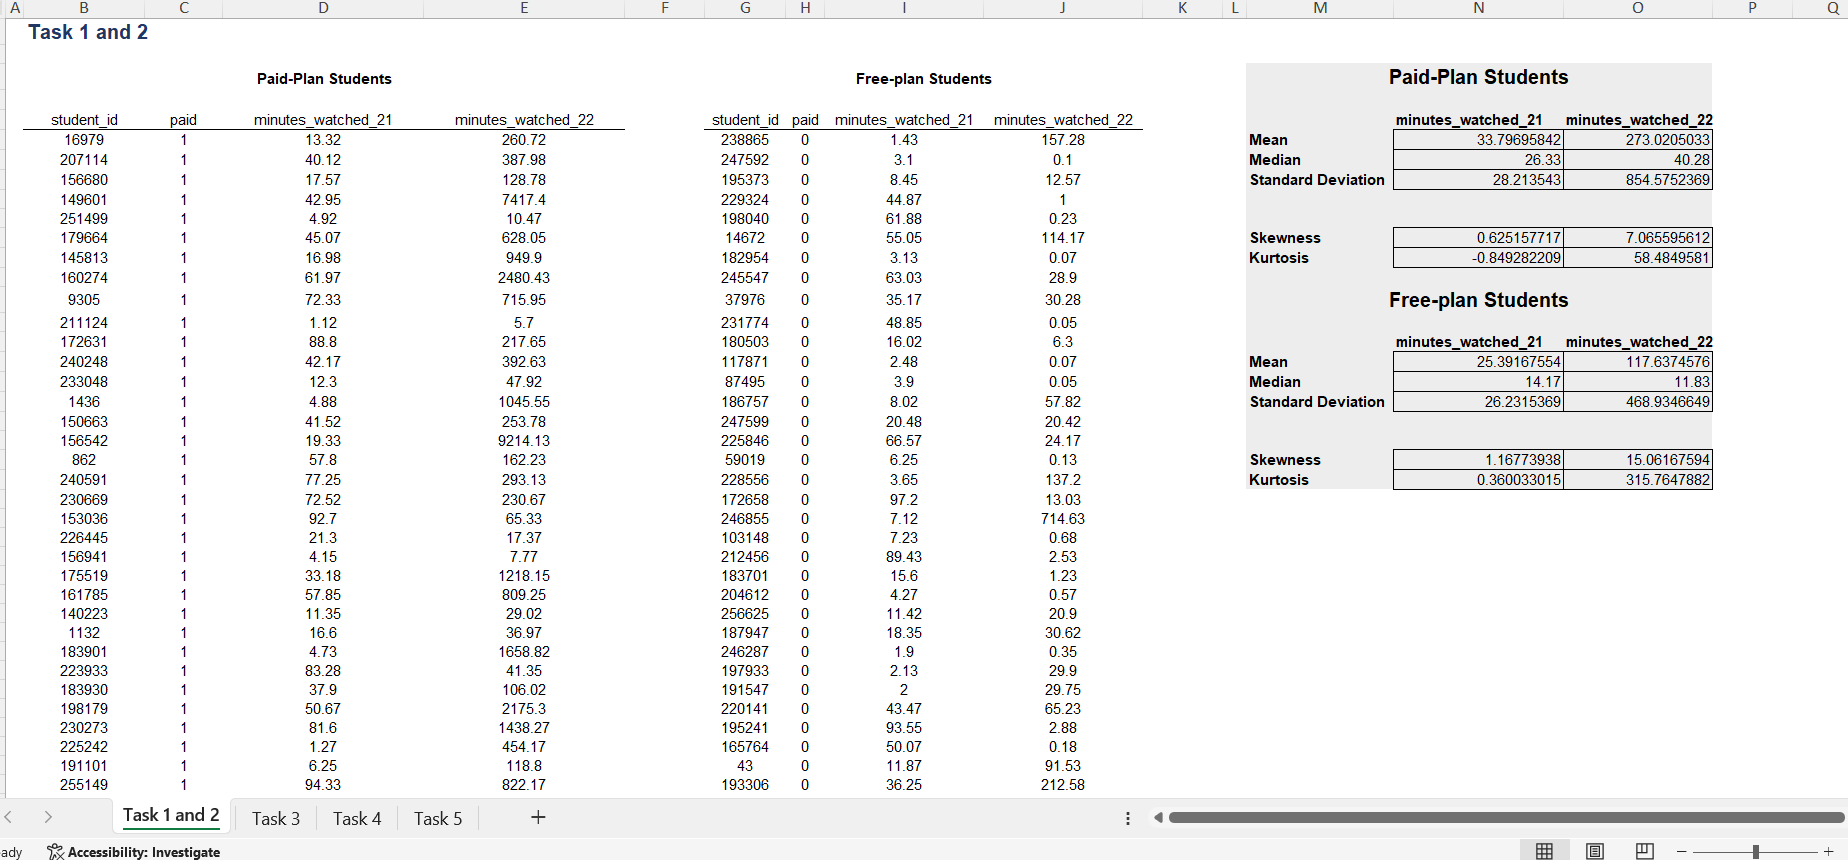 A B C D E F G H I J K L M N O P Q
Task 1 and 2
Paid-Plan Students Free-plan Students Paid-Plan Students
student_id paid minutes_watched_21 minutes_watched_22 student_id paid minutes_watched_21 minutes_watched_22 minutes_watched_21 minutes_watched_22
16979 1 13.32 260.72 238865 0 1.43 157.28 Mean 33.79695842 273.0205033
207114 1 40.12 387.98 247592 0 3.1 0.1 Median 26.33 40.28
156680 1 17.57 128.78 195373 0 8.45 12.57 Standard Deviation 28.213543 854.5752369
149601 1 42.95 7417.4 229324 0 44.87 1
251499 1 4.92 10.47 198040 0 61.88 0.23
179664 1 45.07 628.05 14672 0 55.05 114.17 Skewness 0.625157717 7.065595612
145813 1 16.98 949.9 182954 0 3.13 0.07 Kurtosis -0.849282209 58.4849581
160274 1 61.97 2480.43 245547 0 63.03 28.9
9305 1 72.33 715.95 37976 0 35.17 30.28 Free-plan Students
211124 1 1.12 5.7 231774 0 48.85 0.05
172631 1 88.8 217.65 180503 0 16.02 6.3 minutes_watched_21 minutes_watched_22
240248 1 42.17 392.63 117871 0 2.48 0.07 Mean 25.39167554 117.6374576
233048 1 12.3 47.92 87495 0 3.9 0.05 Median 14.17 11.83
1436 1 4.88 1045.55 186757 0 8.02 57.82 Standard Deviation 26.2315369 468.9346649
150663 1 41.52 253.78 247599 0 20.48 20.42
156542 1 19.33 9214.13 225846 0 66.57 24.17
862 1 57.8 162.23 59019 0 6.25 0.13 Skewness 1.16773938 15.06167594
240591 1 77.25 293.13 228556 0 3.65 137.2 Kurtosis 0.360033015 315.7647882
230669 1 72.52 230.67 172658 0 97.2 13.03
153036 1 92.7 65.33 246855 0 7.12 714.63
226445 1 21.3 17.37 103148 0 7.23 0.68
156941 1 4.15 7.77 212456 0 89.43 2.53
175519 1 33.18 1218.15 183701 0 15.6 1.23
161785 1 57.85 809.25 204612 0 4.27 0.57
140223 1 11.35 29.02 256625 0 11.42 20.9
1132 1 16.6 36.97 187947 0 18.35 30.62
183901 1 4.73 1658.82 246287 0 1.9 0.35
223933 1 83.28 41.35 197933 0 2.13 29.9
183930 1 37.9 106.02 191547 0 2 29.75
198179 1 50.67 2175.3 220141 0 43.47 65.23
230273 1 81.6 1438.27 195241 0 93.55 2.88
225242 1 1.27 454.17 165764 0 50.07 0.18
191101 1 6.25 118.8 43 0 11.87 91.53
255149 1 94.33 822.17 193306 0 36.25 212.58
Task 1 and 2 Task 3 Task 4 Task 5
ady Accessibility: Investigate